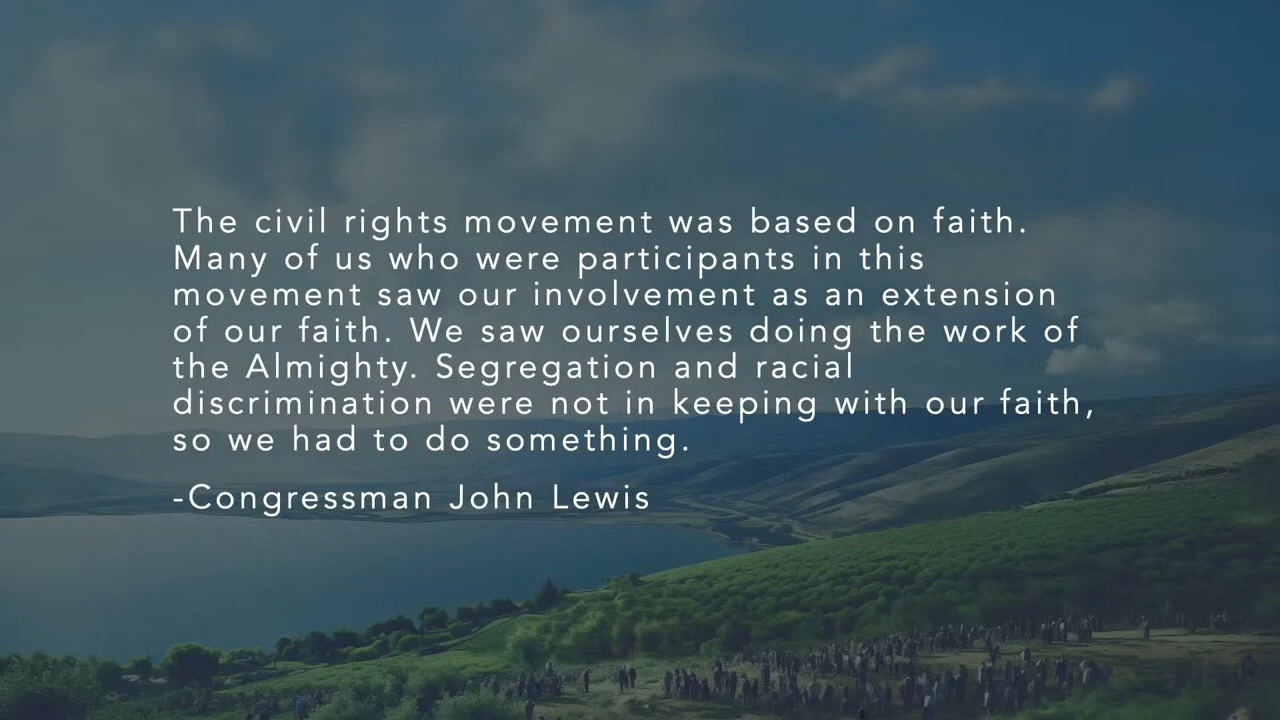 The civil rights movement was based on faith.
Many of us who were participants in this
movement saw our involvement as an extension
of our faith. We saw ourselves doing the work of
the Almighty. Segregation and racial
discrimination were not in keeping with our faith,
so we had to do something.
-Congressman John Lewis